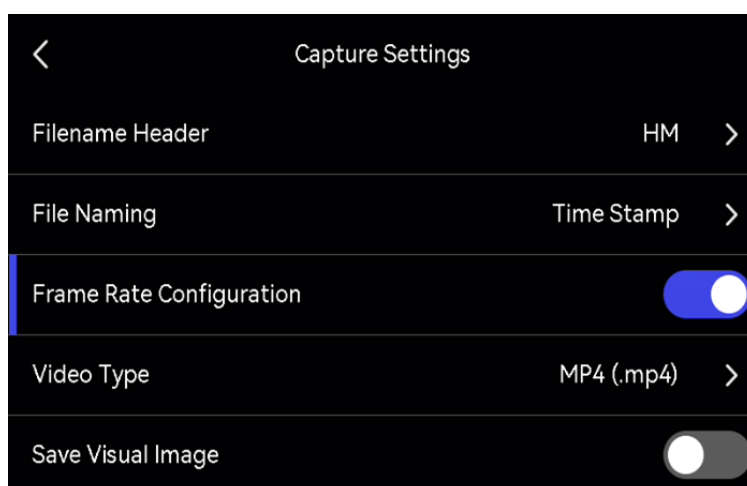 Capture Settings
Filename Header HM
File Naming Time Stamp
Frame Rate Configuration
Video Type MP4 (.mp4)
Save Visual Image